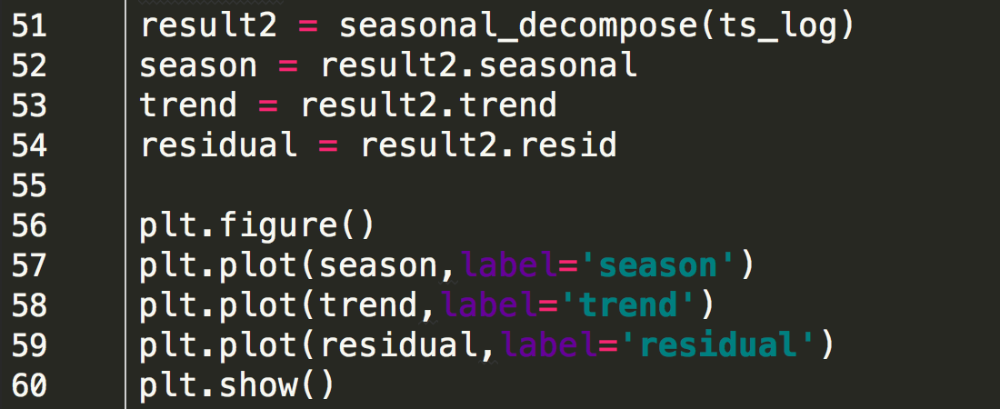 51 result2 = seasonal_decompose(ts_log)
52 season = result2.seasonal
53 trend = result2.trend
54 residual = result2.resid
55
56 plt.figure()
57 plt.plot(season,label='season')
58 plt.plot(trend,label='trend')
59 plt.plot(residual,label='residual')
60 plt.show()